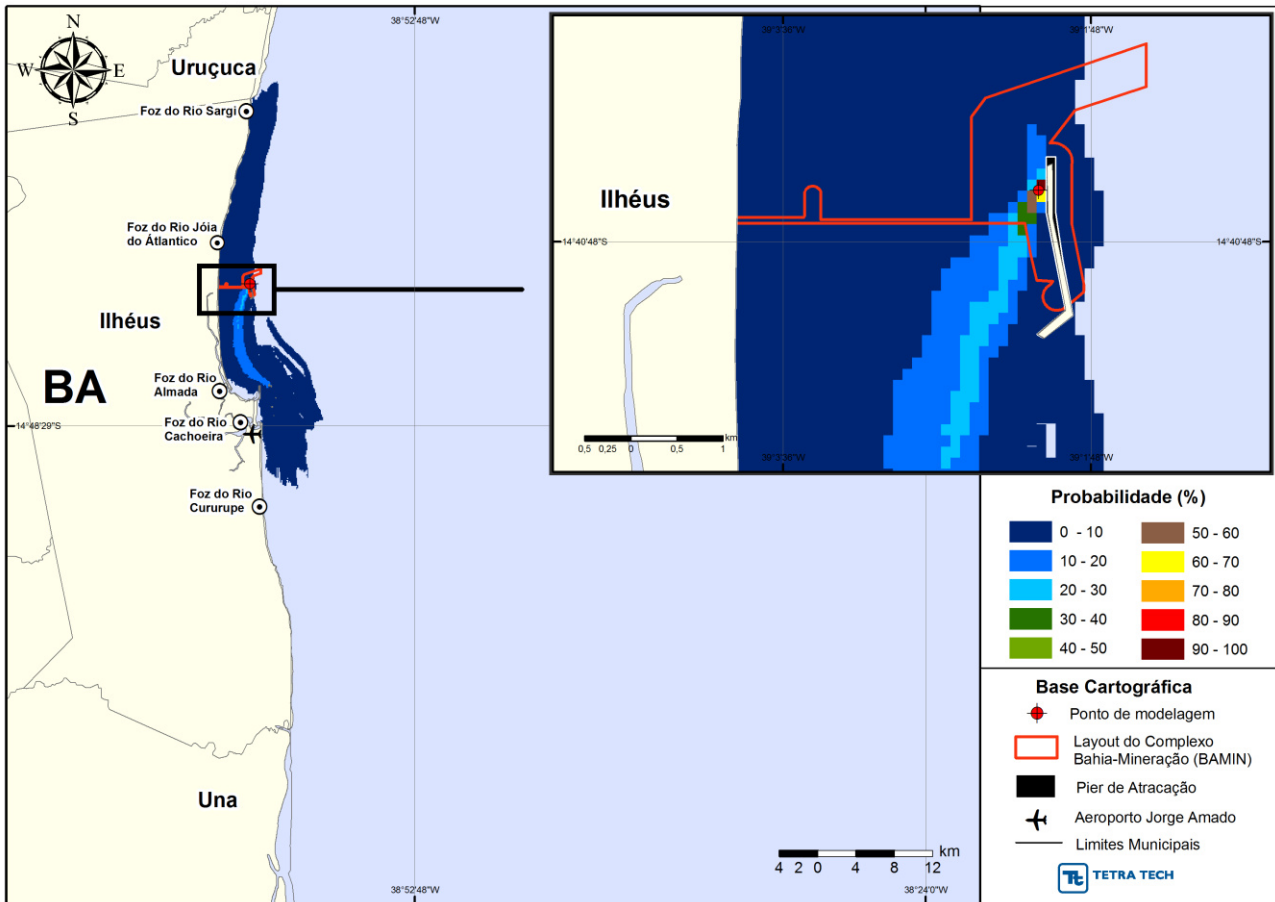 38°52'48"W
38°24'0"W
N
W
E
S
Uruçuca
Foz do Rio Sargi
Foz do Rio Jóia
do Átlantico
Ilhéus
BA
Foz do Rio
Almada
14°48'29"S
Foz do Rio
Cachoeira
Foz do Rio
Cururupe
Una
4 2 0 4 8 12 km
38°52'48"W
38°24'0"W
39°3'36"W
39°1'48"W
Ilhéus
14°40'48"S
14°40'48"S
0,5 0,25 0 0,5 1 km
39°3'36"W
39°1'48"W
Probabilidade (%)
0 - 10
50 - 60
10 - 20
60 - 70
20 - 30
70 - 80
30 - 40
80 - 90
40 - 50
90 - 100
Base Cartográfica
Ponto de modelagem
Layout do Complexo
Bahia-Mineração (BAMIN)
Pier de Atracação
Aeroporto Jorge Amado
Limites Municipais
Tt TETRA TECH